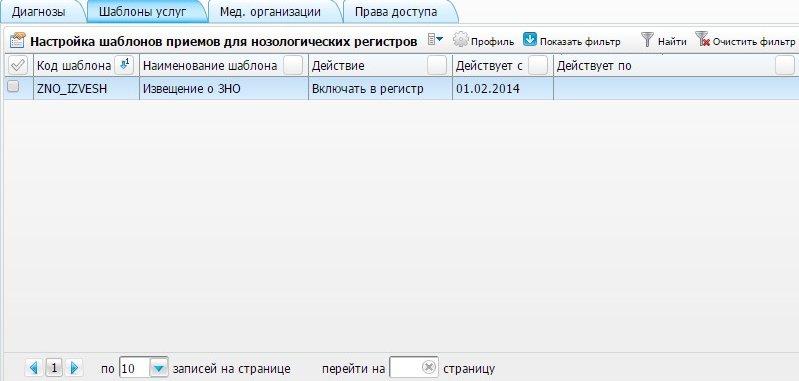 Диагнозы Шаблоны услуг Мед. организации Права доступа
Настройка шаблонов приемов для нозологических регистров Профиль Показать фильтр Найти Очистить фильтр
Код шаблона 1 Наименование шаблона Действие Действует с Действует по
ZNO_IZVESH Извещение о ЗНО Включать в регистр 01.02.2014
1 по 10 записей на странице перейти на страницу